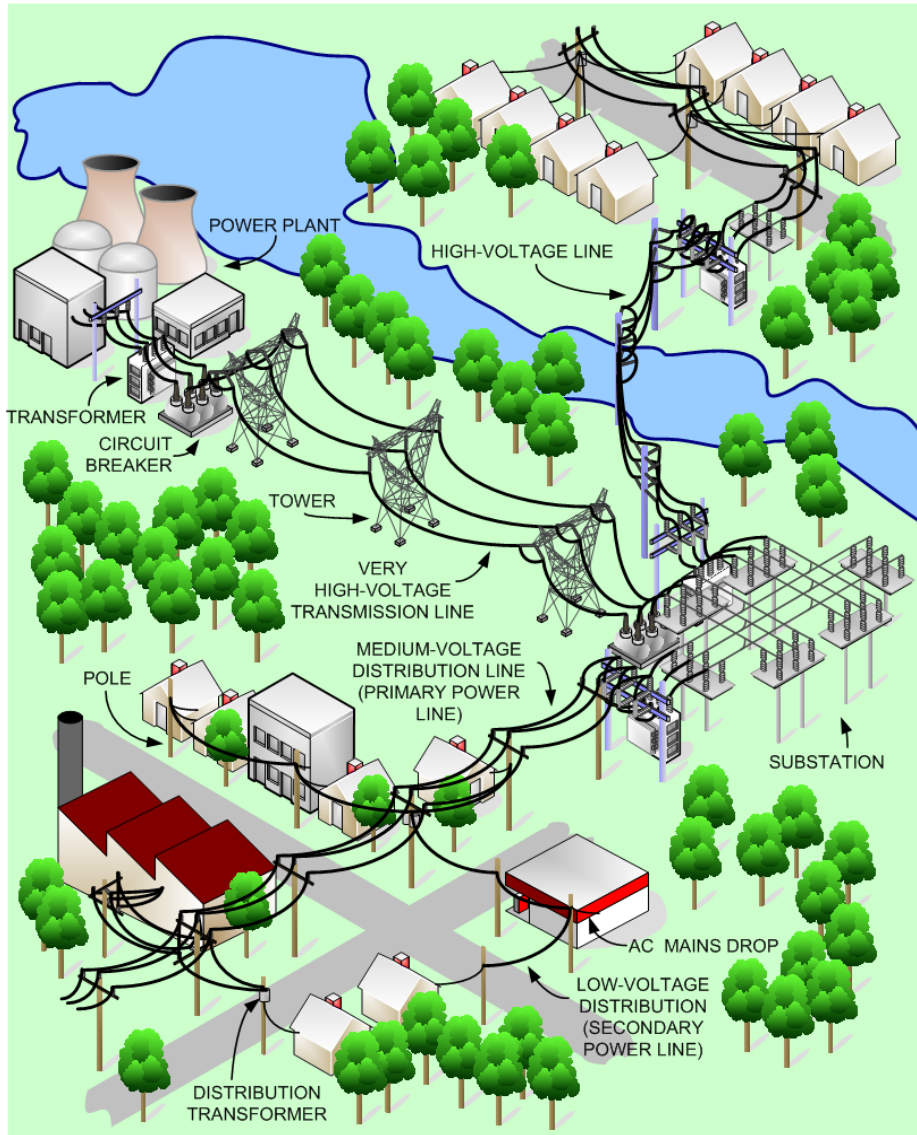 POWER PLANT
HIGH-VOLTAGE LINE
TRANSFORMER
CIRCUIT
BREAKER
TOWER
VERY
HIGH-VOLTAGE
TRANSMISSION LINE
MEDIUM-VOLTAGE
DISTRIBUTION LINE
(PRIMARY POWER
LINE)
POLE
SUBSTATION
AC MAINS DROP
LOW-VOLTAGE
DISTRIBUTION
(SECONDARY
POWER LINE)
DISTRIBUTION
TRANSFORMER